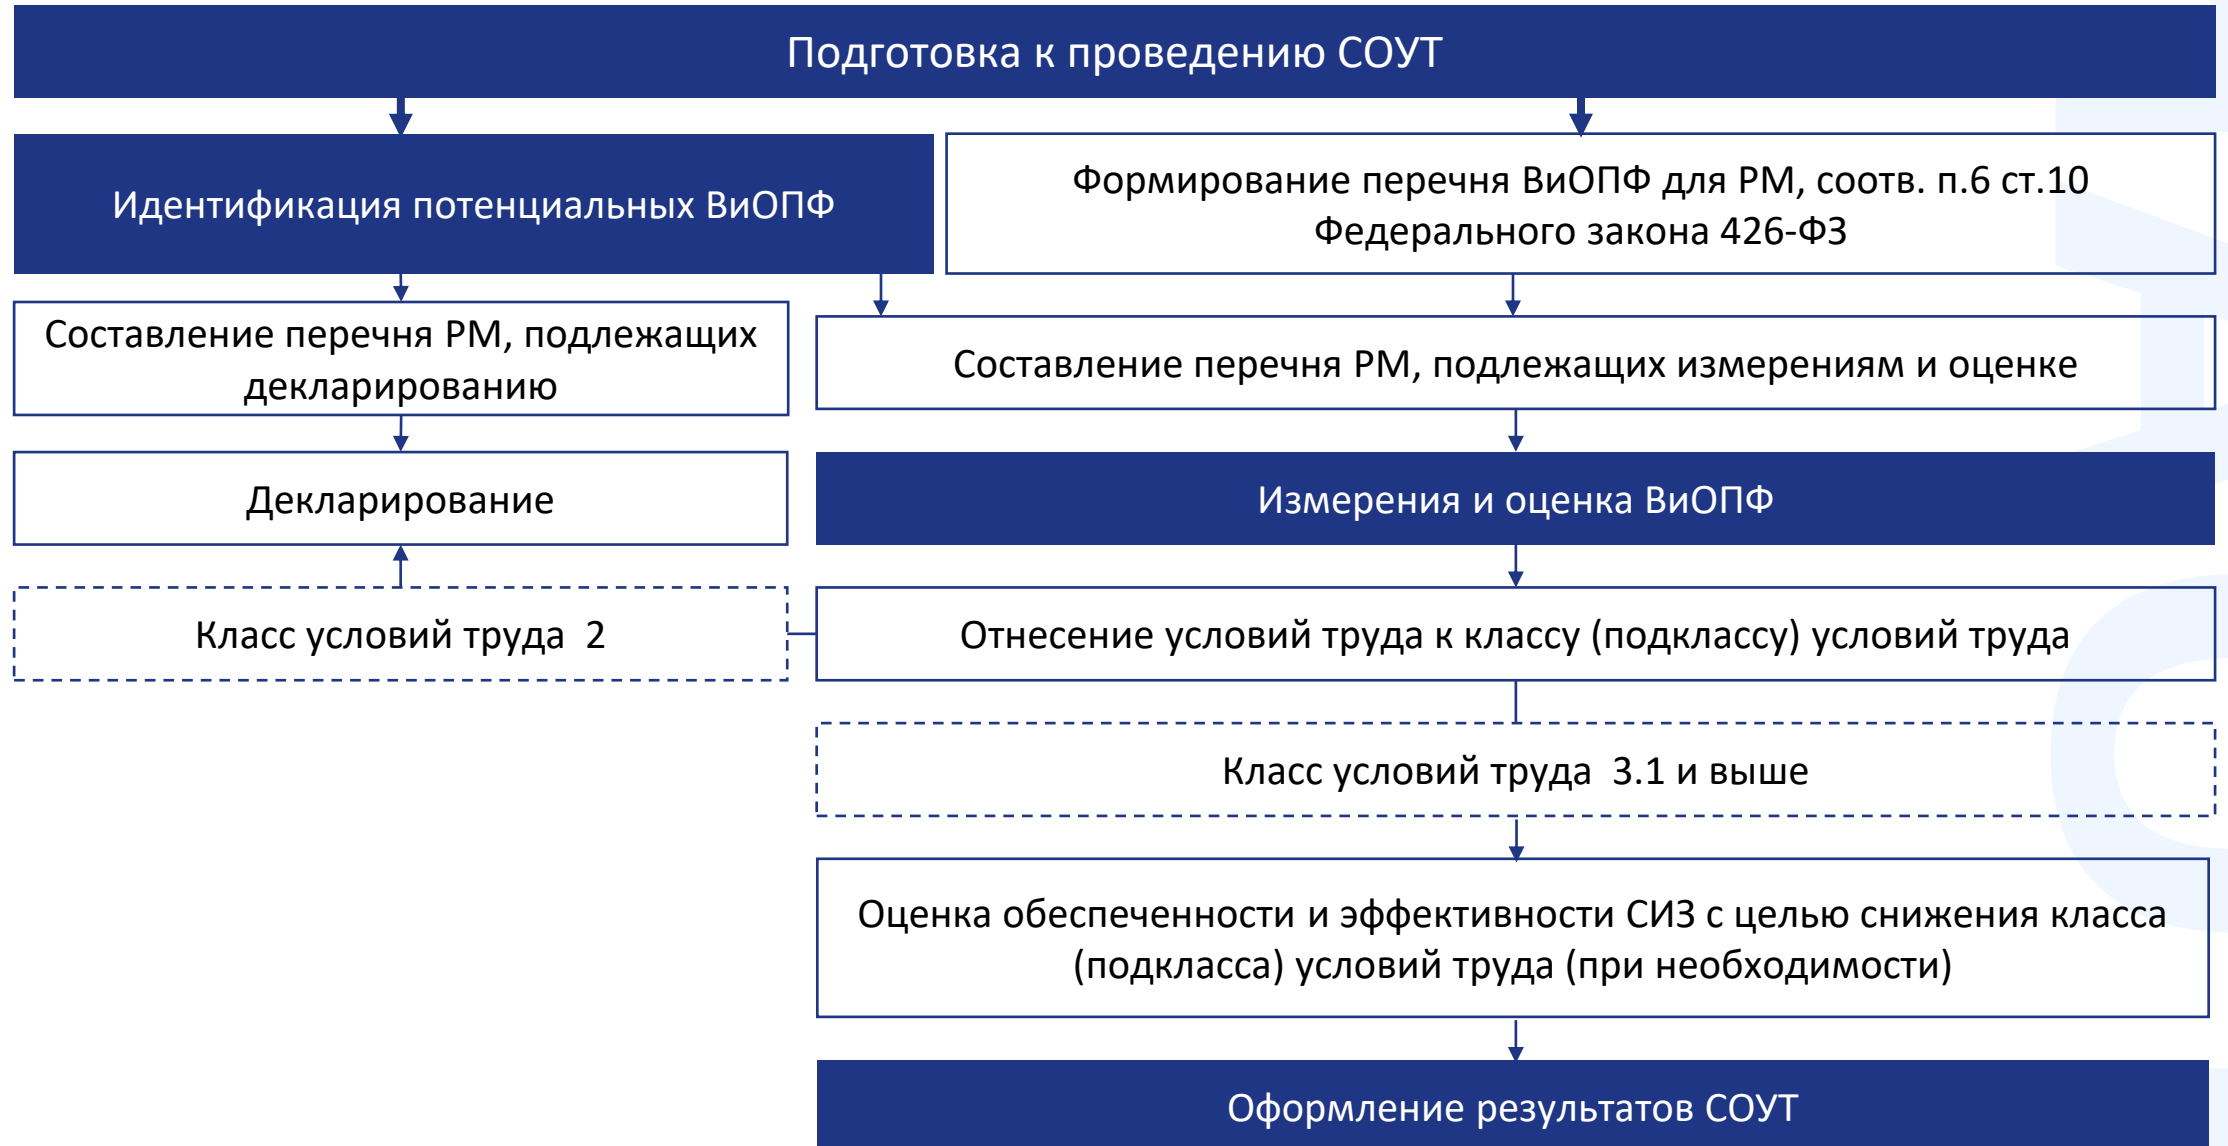 Подготовка к проведению СОУТ
Идентификация потенциальных ВиОПФ
Формирование перечня ВиОПФ для РМ, соотв. п.6 ст.10
Федерального закона 426-ФЗ
Составление перечня РМ, подлежащих
декларированию
Составление перечня РМ, подлежащих измерениям и оценке
Декларирование
Измерения и оценка ВиОПФ
Класс условий труда 2
Отнесение условий труда к классу (подклассу) условий труда
Класс условий труда 3.1 и выше
Оценка обеспеченности и эффективности СИЗ с целью снижения класса
(подкласса) условий труда (при необходимости)
Оформление результатов СОУТ